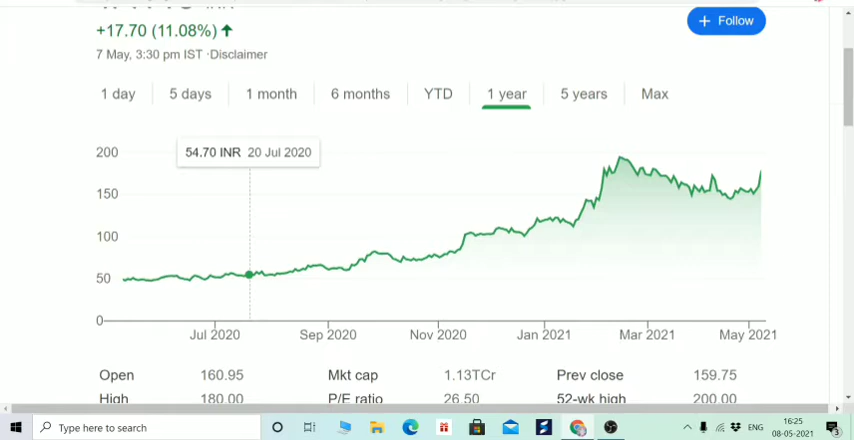 +17.70 (11.08%) ↑
+ Follow
7 May, 3:30 pm IST ·Disclaimer
1 day 5 days 1 month 6 months YTD 1 year 5 years Max
54.70 INR 20 Jul 2020
200
150
100
50
0
Jul 2020 Sep 2020 Nov 2020 Jan 2021 Mar 2021 May 2021
Open 160.95 Mkt cap 1.13TCr Prev close 159.75
High 180.00 P/E ratio 26.50 52-wk high 200.00
Type here to search
ENG
16:25
08-05-2021
3